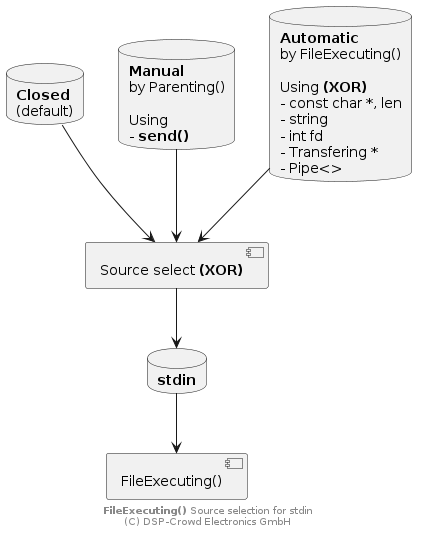 Closed
(default)
Manual
by Parenting()
Using
- send()
Automatic
by FileExecuting()
Using (XOR)
- const char *, len
- string
- int fd
- Transfering *
- Pipe<>
Source select (XOR)
stdin
FileExecuting()
FileExecuting() Source selection for stdin
(C) DSP-Crowd Electronics GmbH